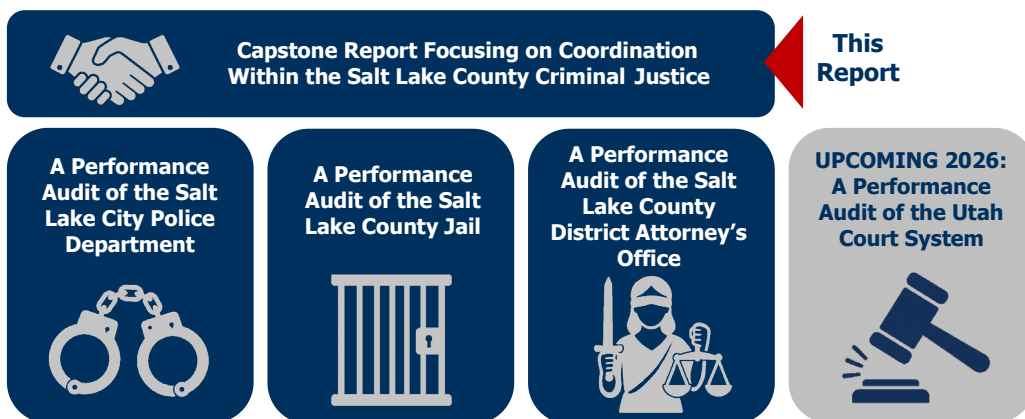 Capstone Report Focusing on Coordination
Within the Salt Lake County Criminal Justice
This
Report
A Performance
Audit of the Salt
Lake City Police
Department
A Performance
Audit of the Salt
Lake County Jail
A Performance
Audit of the Salt
Lake County
District Attorney’s
Office
UPCOMING 2026:
A Performance
Audit of the Utah
Court System